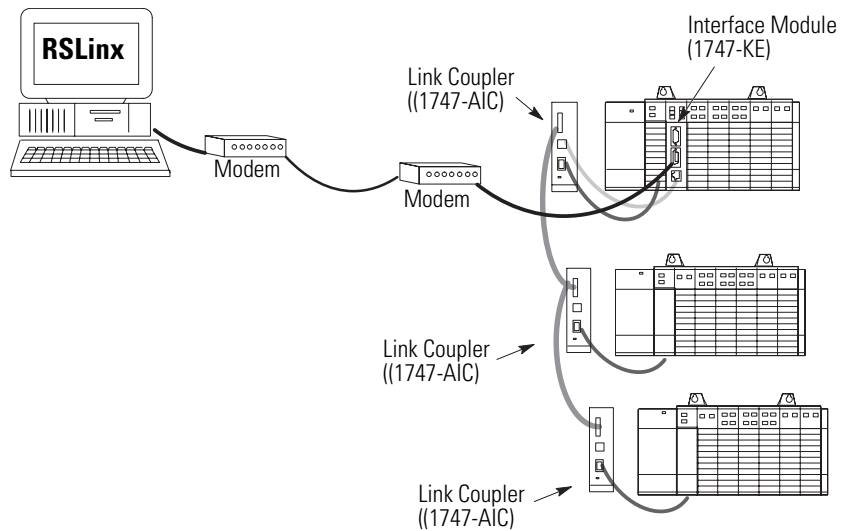 RSLinx
Interface Module
(1747-KE)
Link Coupler
((1747-AIC)
Modem
Modem
Link Coupler
((1747-AIC)
Link Coupler
((1747-AIC)